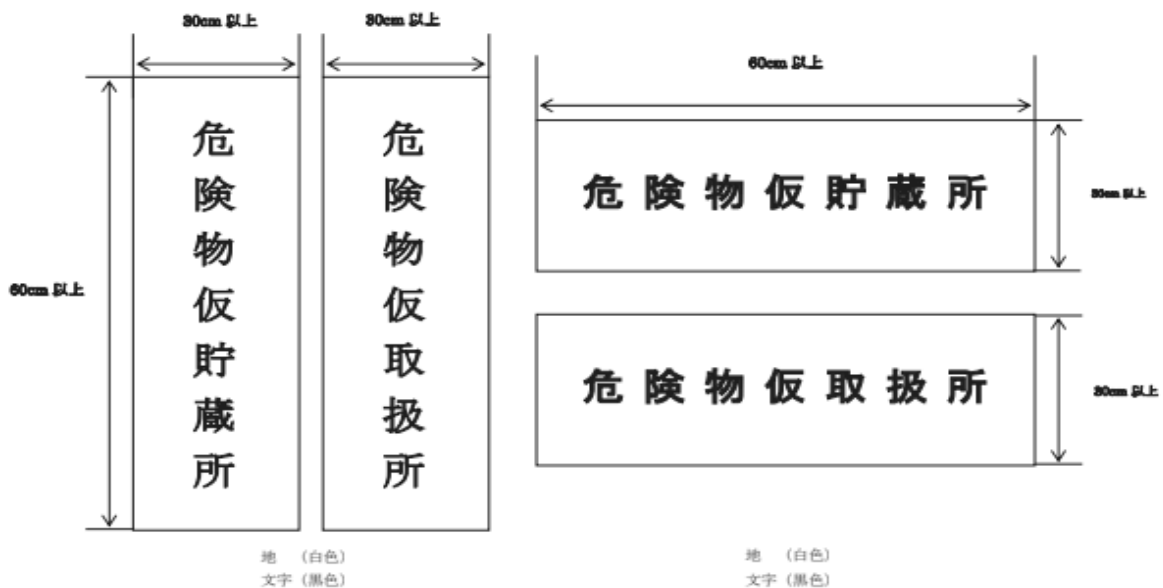 30cm 以上
30cm 以上
60cm 以上
危険物仮貯蔵所
危険物仮取扱所
地 （白色）
文字（黒色）
60cm 以上
危険物仮貯蔵所
30cm 以上
危険物仮取扱所
30cm 以上
地 （白色）
文字（黒色）